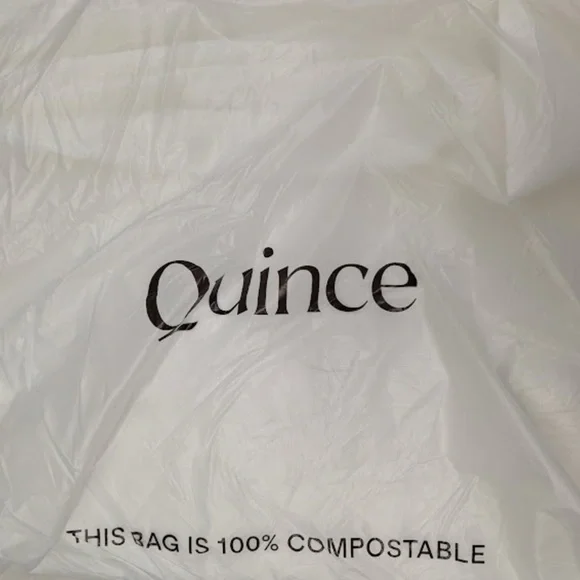 Quince
THIS BAG IS 100% COMPOSTABLE